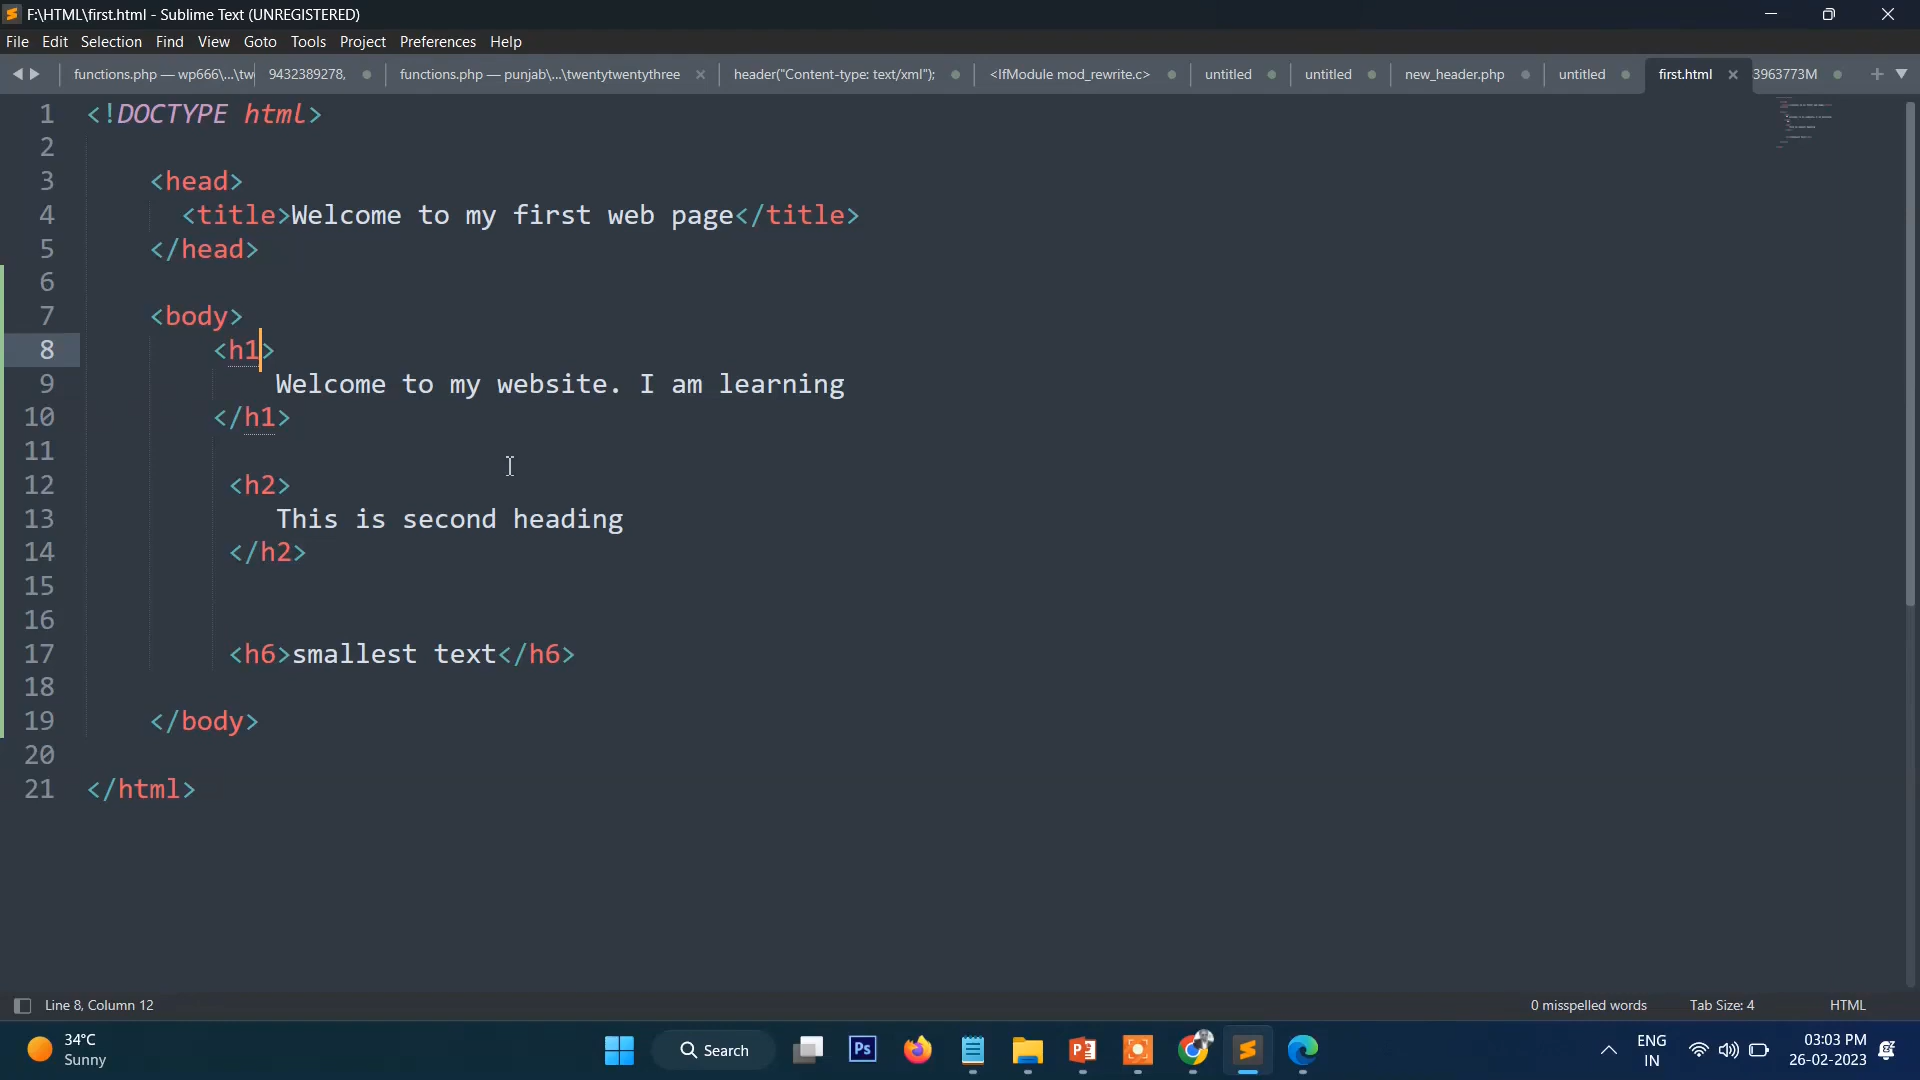 F:\HTML\first.html - Sublime Text (UNREGISTERED)
File Edit Selection Find View Goto Tools Project Preferences Help
functions.php — wp666\...\tw 9432389278, functions.php — punjab\...\twentytwentythree header("Content-type: text/xml"); <IfModule mod_rewrite.c> untitled untitled new_header.php untitled first.html 3963773M
1 <!DOCTYPE html>
2
3 <head>
4 <title>Welcome to my first web page</title>
5 </head>
6
7 <body>
8 <h1>
9 Welcome to my website. I am learning
10 </h1>
11
12 <h2>
13 This is second heading
14 </h2>
15
16
17 <h6>smallest text</h6>
18
19 </body>
20
21 </html>
Line 8, Column 12 0 misspelled words Tab Size: 4 HTML
34°C
Sunny
Search
Ps
ENG
IN
03:03 PM
26-02-2023